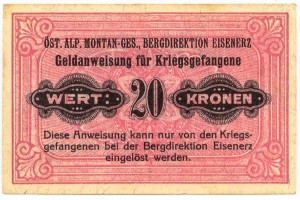 ÖST. ALP. MONTAN-GES., BERGDIREKTION EISENERZ
Geldanweisung für Kriegsgefangene
WERT: 20 KRONEN
Diese Anweisung kann nur von den Kriegs-
gefangenen bei der Bergdirektion Eisenerz
eingelöst werden.